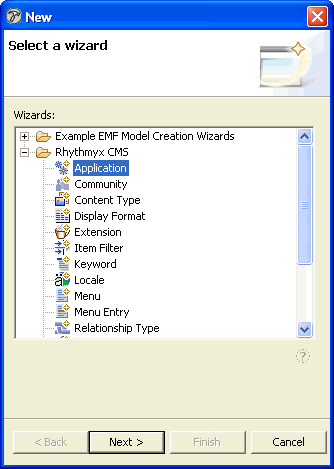 New
Select a wizard
Wizards:
Example EMF Model Creation Wizards
Rhythmyx CMS
Application
Community
Content Type
Display Format
Extension
Item Filter
Keyword
Locale
Menu
Menu Entry
Relationship Type
?
< Back
Next >
Finish
Cancel